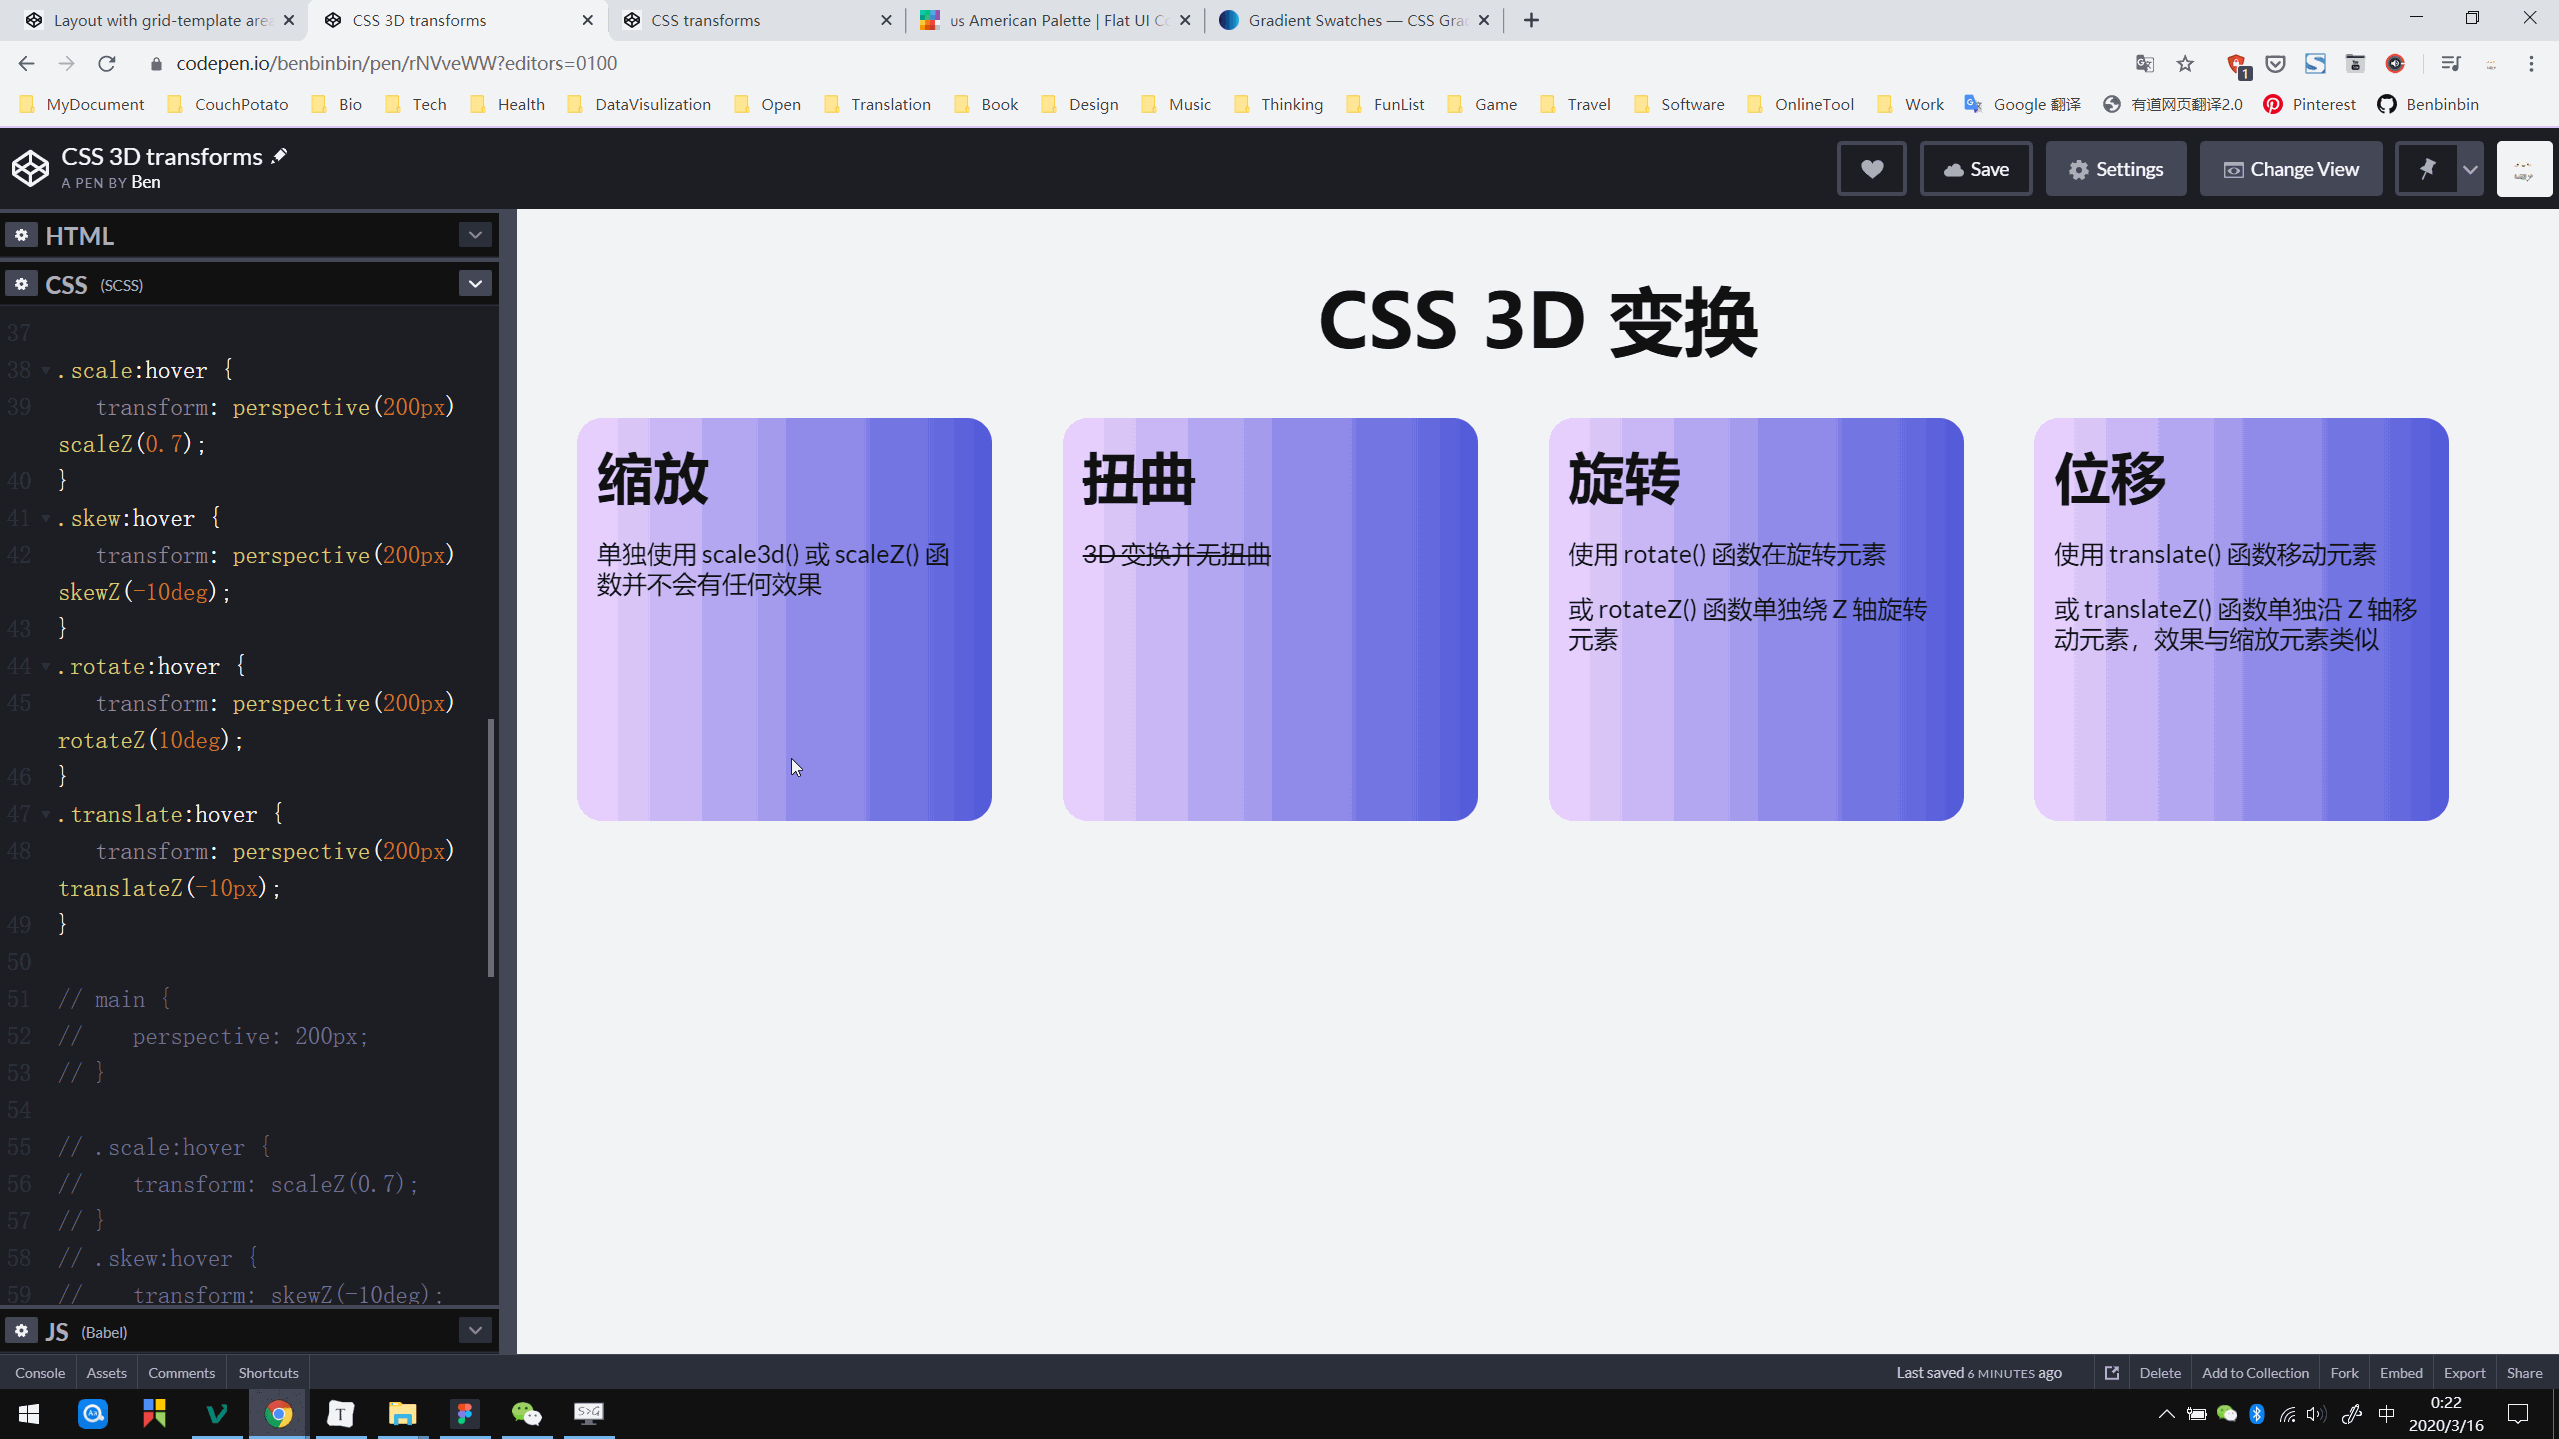 Layout with grid-template area
CSS 3D transforms
CSS transforms
us American Palette | Flat UI Co
Gradient Swatches — CSS Gra
codepen.io/benbinbin/pen/rNVveWW?editors=0100
1
MyDocument CouchPotato Bio Tech Health DataVisulization Open Translation Book Design Music Thinking FunList Game Travel Software OnlineTool Work Google 翻译 有道网页翻译2.0 Pinterest Benbinbin
CSS 3D transforms
A PEN BY Ben
Save Settings Change View
HTML
CSS (SCSS)
37
38 .scale:hover {
39 transform: perspective(200px)
scaleZ(0.7);
40 }
41 .skew:hover {
42 transform: perspective(200px)
skewZ(-10deg);
43 }
44 .rotate:hover {
45 transform: perspective(200px)
rotateZ(10deg);
46 }
47 .translate:hover {
48 transform: perspective(200px)
translateZ(-10px);
49 }
50
51 // main {
52 // perspective: 200px;
53 // }
54
55 // .scale:hover {
56 // transform: scaleZ(0.7);
57 // }
58 // .skew:hover {
59 // transform: skewZ(-10deg);
JS (Babel)
CSS 3D 变换
缩放
单独使用 scale3d() 或 scaleZ() 函
数并不会有任何效果
扭曲
3D 变换并无扭曲
旋转
使用 rotate() 函数在旋转元素
或 rotateZ() 函数单独绕 Z 轴旋转
元素
位移
使用 translate() 函数移动元素
或 translateZ() 函数单独沿 Z 轴移
动元素，效果与缩放元素类似
Console Assets Comments Shortcuts
Last saved 6 MINUTES ago
Delete Add to Collection Fork Embed Export Share
T
S>G
中
0:22
2020/3/16